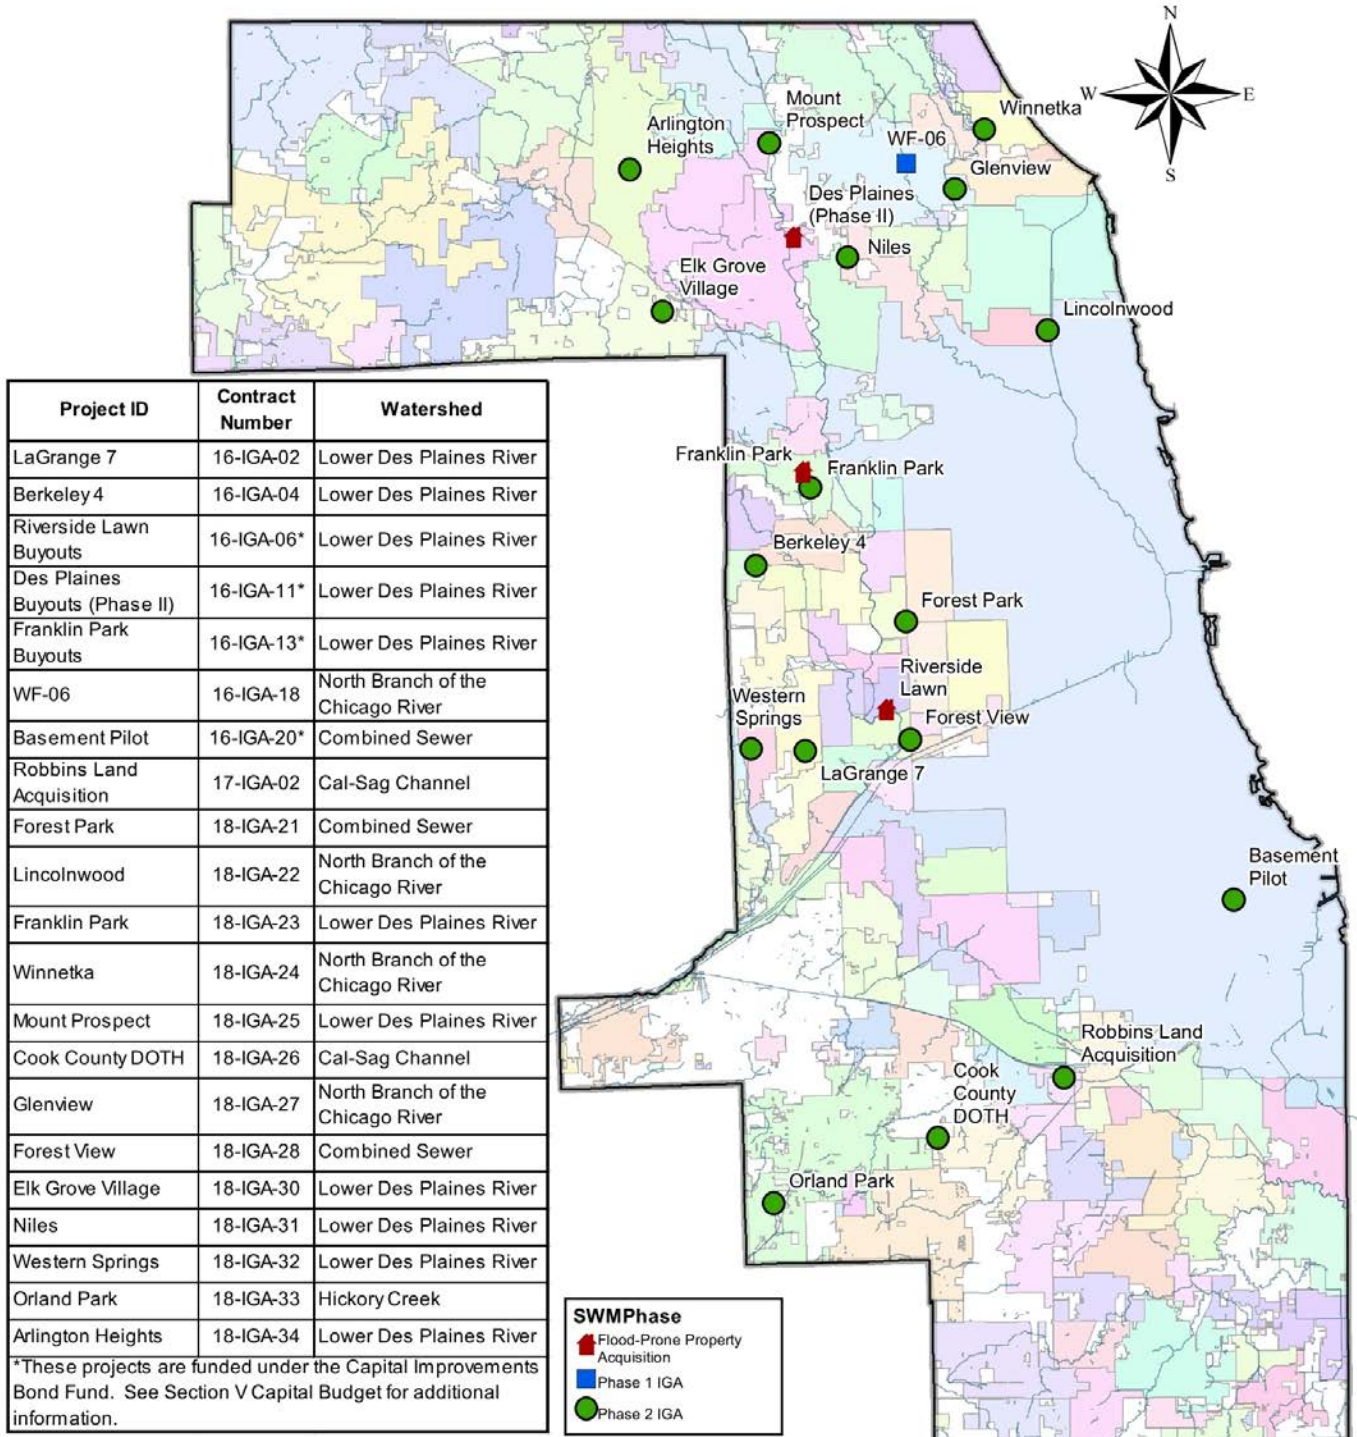 N
W
E
S
Winnetka
Mount
Prospect
Arlington
Heights
WF-06
Glenview
Des Plaines
(Phase II)
Niles
Elk Grove
Village
Lincolnwood
Franklin Park
Franklin Park
Berkeley 4
Forest Park
Riverside
Lawn
Western
Springs
Forest View
LaGrange 7
Basement
Pilot
Robbins Land
Acquisition
Cook
County
DOTH
Orland Park
Project ID Contract Number Watershed
LaGrange 7 16-IGA-02 Lower Des Plaines River
Berkeley 4 16-IGA-04 Lower Des Plaines River
Riverside Lawn Buyouts 16-IGA-06* Lower Des Plaines River
Des Plaines Buyouts (Phase II) 16-IGA-11* Lower Des Plaines River
Franklin Park Buyouts 16-IGA-13* Lower Des Plaines River
WF-06 16-IGA-18 North Branch of the Chicago River
Basement Pilot 16-IGA-20* Combined Sewer
Robbins Land Acquisition 17-IGA-02 Cal-Sag Channel
Forest Park 18-IGA-21 Combined Sewer
Lincolnwood 18-IGA-22 North Branch of the Chicago River
Franklin Park 18-IGA-23 Lower Des Plaines River
Winnetka 18-IGA-24 North Branch of the Chicago River
Mount Prospect 18-IGA-25 Lower Des Plaines River
Cook County DOTH 18-IGA-26 Cal-Sag Channel
Glenview 18-IGA-27 North Branch of the Chicago River
Forest View 18-IGA-28 Combined Sewer
Elk Grove Village 18-IGA-30 Lower Des Plaines River
Niles 18-IGA-31 Lower Des Plaines River
Western Springs 18-IGA-32 Lower Des Plaines River
Orland Park 18-IGA-33 Hickory Creek
Arlington Heights 18-IGA-34 Lower Des Plaines River
*These projects are funded under the Capital Improvements
Bond Fund. See Section V Capital Budget for additional
information.
SWMPhase
Flood-Prone Property
Acquisition
Phase 1 IGA
Phase 2 IGA